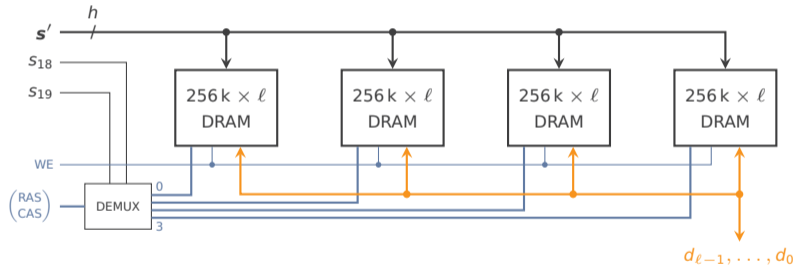 h
s′
s₁₈
s₁₉
256 k × ℓ
DRAM
256 k × ℓ
DRAM
256 k × ℓ
DRAM
256 k × ℓ
DRAM
WE
(RAS
CAS)
DEMUX
0
3
dℓ₋₁, . . . , d₀